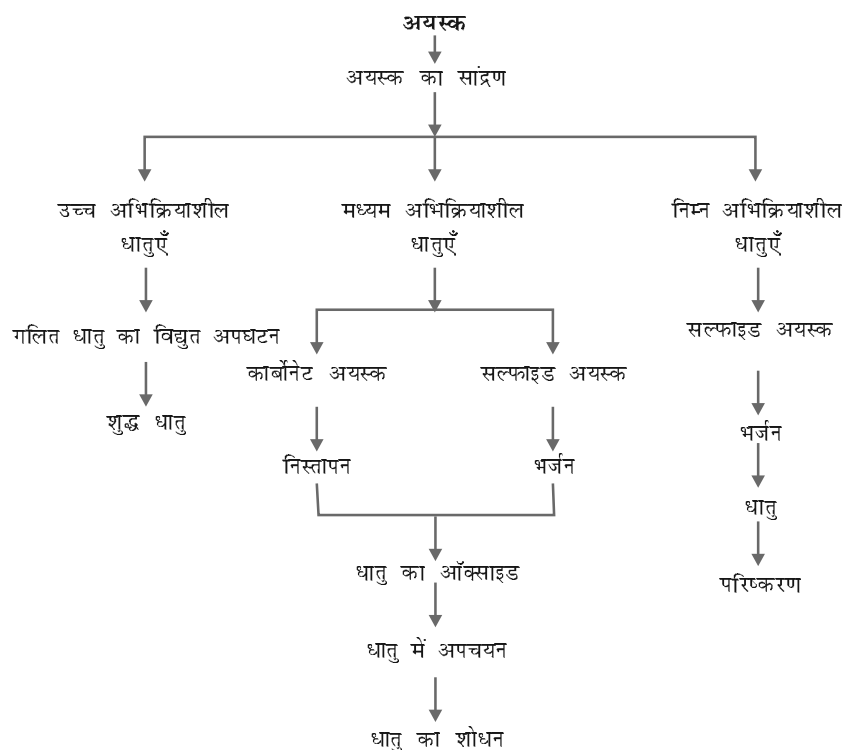 अयस्क
अयस्क का सांद्रण
उच्च अभिक्रियाशील
धातुएँ
मध्यम अभिक्रियाशील
धातुएँ
निम्न अभिक्रियाशील
धातुएँ
गलित धातु का विद्युत अपघटन
शुद्ध धातु
कार्बोनेट अयस्क
सल्फाइड अयस्क
निस्तापन
भर्जन
धातु का ऑक्साइड
धातु में अपचयन
धातु का शोधन
सल्फाइड अयस्क
भर्जन
धातु
परिष्करण